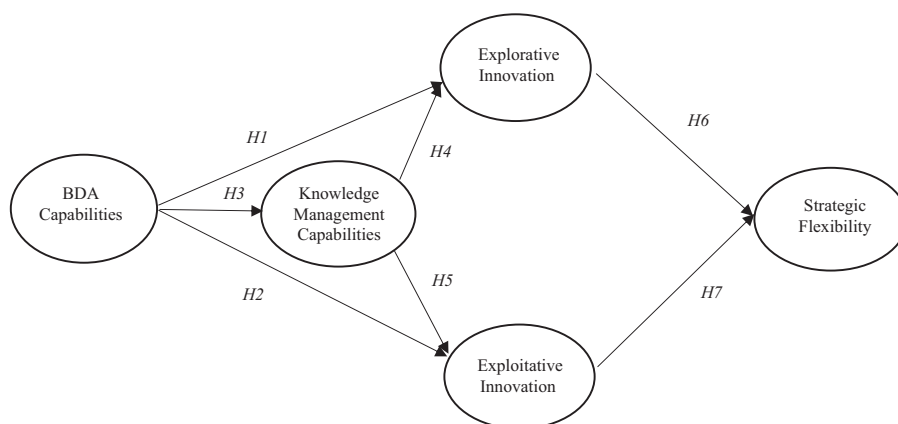 Explorative
Innovation
H1
H6
H4
BDA
Capabilities
H3
Knowledge
Management
Capabilities
Strategic
Flexibility
H2
H5
H7
Exploitative
Innovation